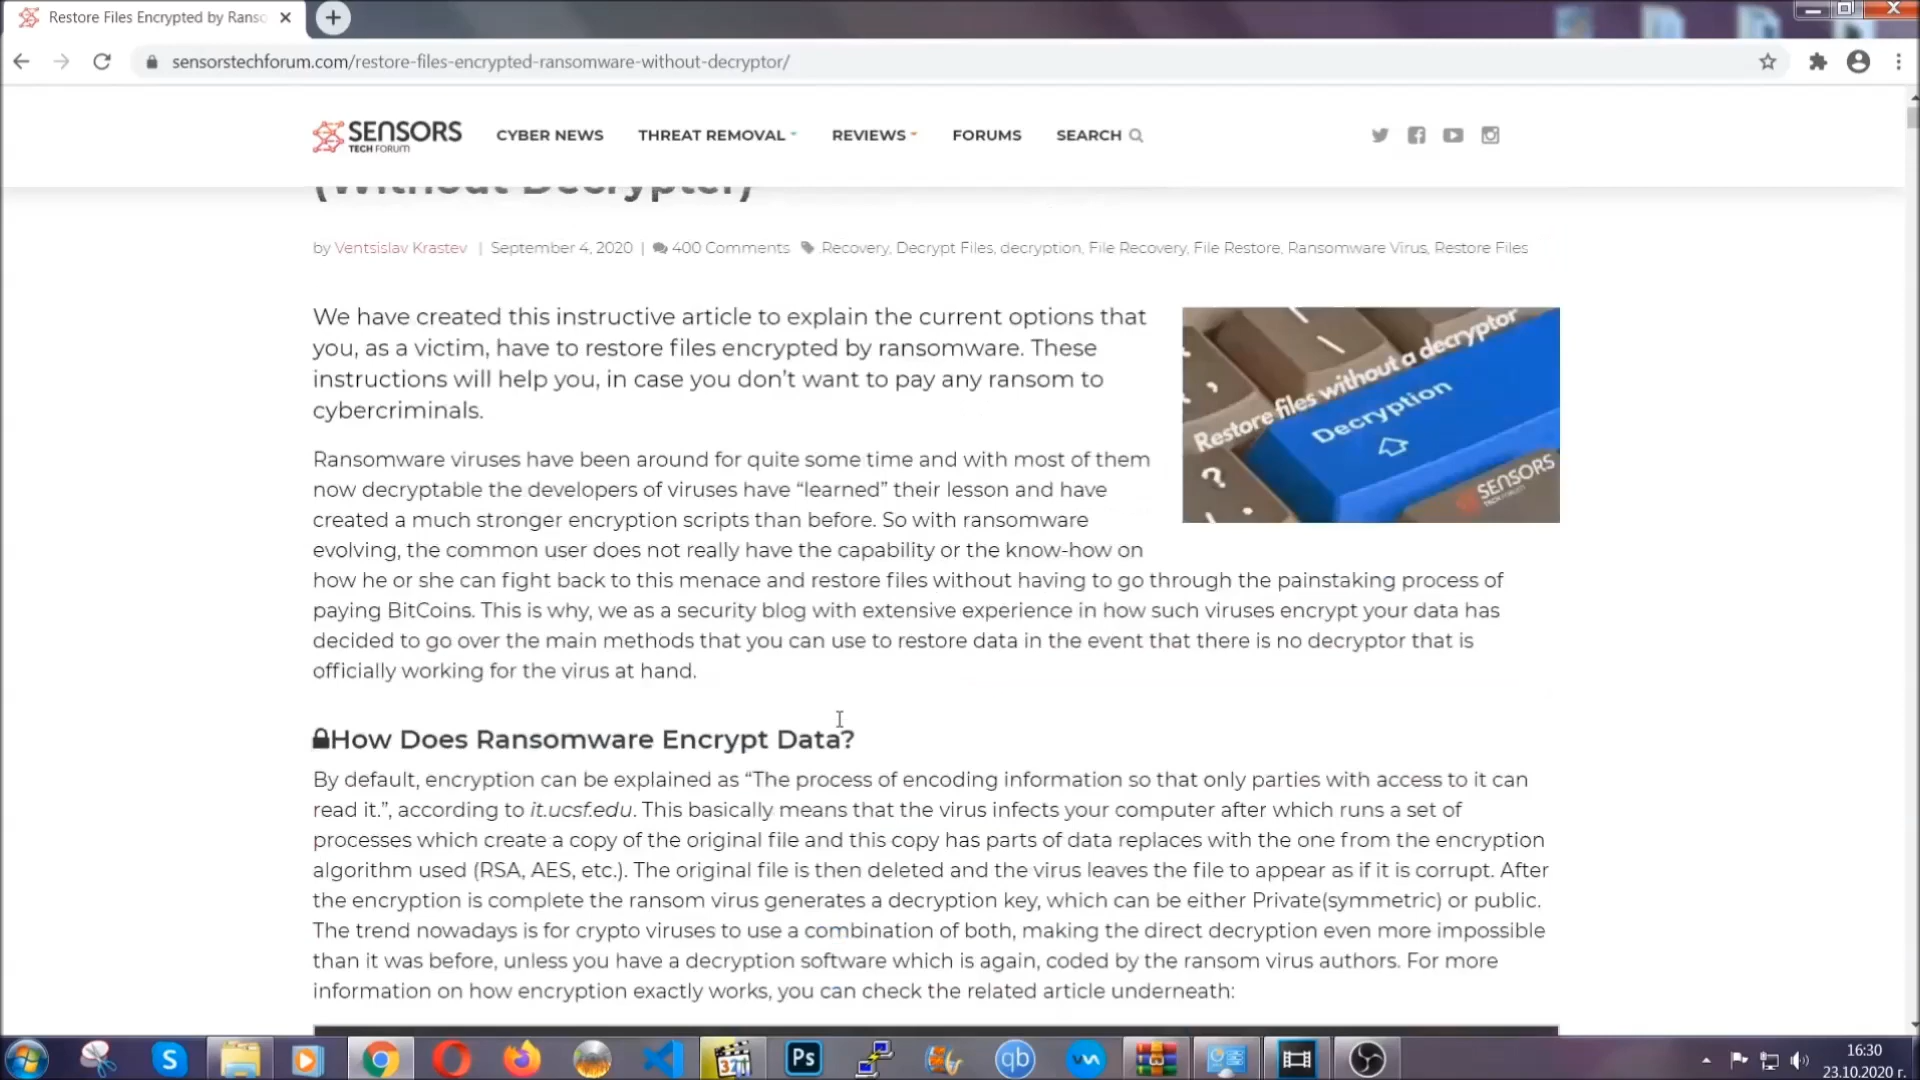 Restore Files Encrypted by Ranso
sensorstechforum.com/restore-files-encrypted-ransomware-without-decryptor/
SENSORS
TECH FORUM
CYBER NEWS
THREAT REMOVAL
REVIEWS
FORUMS
SEARCH
(Without Decrypter)
by Ventsislav Krastev | September 4, 2020 | 400 Comments Recovery, Decrypt Files, decryption, File Recovery, File Restore, Ransomware Virus, Restore Files
We have created this instructive article to explain the current options that
you, as a victim, have to restore files encrypted by ransomware. These
instructions will help you, in case you don’t want to pay any ransom to
cybercriminals.
Restore files without a decryptor
Decryption
SENSORS
Ransomware viruses have been around for quite some time and with most of them
now decryptable the developers of viruses have “learned” their lesson and have
created a much stronger encryption scripts than before. So with ransomware
evolving, the common user does not really have the capability or the know-how on
how he or she can fight back to this menace and restore files without having to go through the painstaking process of
paying BitCoins. This is why, we as a security blog with extensive experience in how such viruses encrypt your data has
decided to go over the main methods that you can use to restore data in the event that there is no decryptor that is
officially working for the virus at hand.
How Does Ransomware Encrypt Data?
By default, encryption can be explained as “The process of encoding information so that only parties with access to it can
read it.”, according to it.ucsf.edu. This basically means that the virus infects your computer after which runs a set of
processes which create a copy of the original file and this copy has parts of data replaces with the one from the encryption
algorithm used (RSA, AES, etc.). The original file is then deleted and the virus leaves the file to appear as if it is corrupt. After
the encryption is complete the ransom virus generates a decryption key, which can be either Private(symmetric) or public.
The trend nowadays is for crypto viruses to use a combination of both, making the direct decryption even more impossible
than it was before, unless you have a decryption software which is again, coded by the ransom virus authors. For more
information on how encryption exactly works, you can check the related article underneath:
S
321
Ps
qb
16:30
23.10.2020 г.